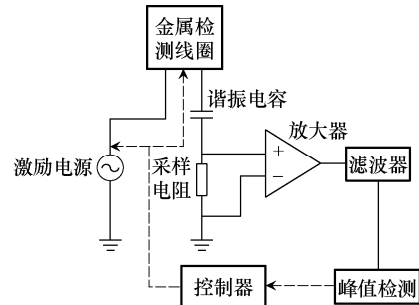 金属检
测线圈
谐振电容
放大器
激励电源
采样
电阻
+
−
滤波器
控制器
峰值检测